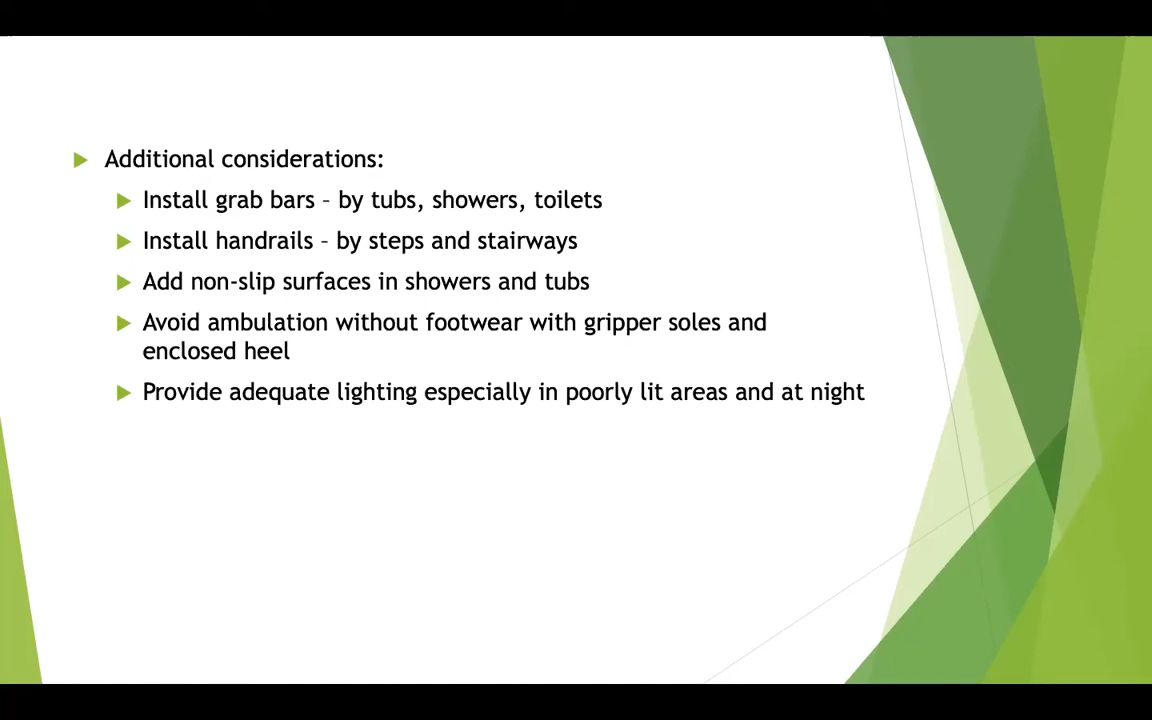 Additional considerations:
Install grab bars – by tubs, showers, toilets
Install handrails – by steps and stairways
Add non-slip surfaces in showers and tubs
Avoid ambulation without footwear with gripper soles and
enclosed heel
Provide adequate lighting especially in poorly lit areas and at night